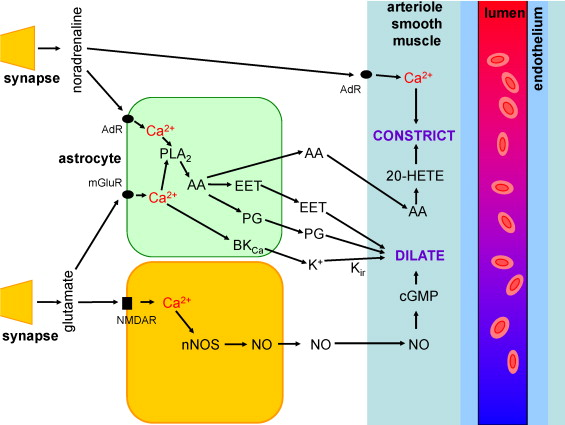 arteriole
smooth
muscle
lumen
endothelium
synapse
noradrenaline
AdR
Ca2+
AdR
Ca2+
CONSTRICT
astrocyte
PLA2
AA
20-HETE
mGluR
Ca2+
AA
EET
EET
AA
PG
PG
BKCa
K+
Kir
DILATE
glutamate
synapse
NMDAR
Ca2+
cGMP
nNOS
NO
NO
NO